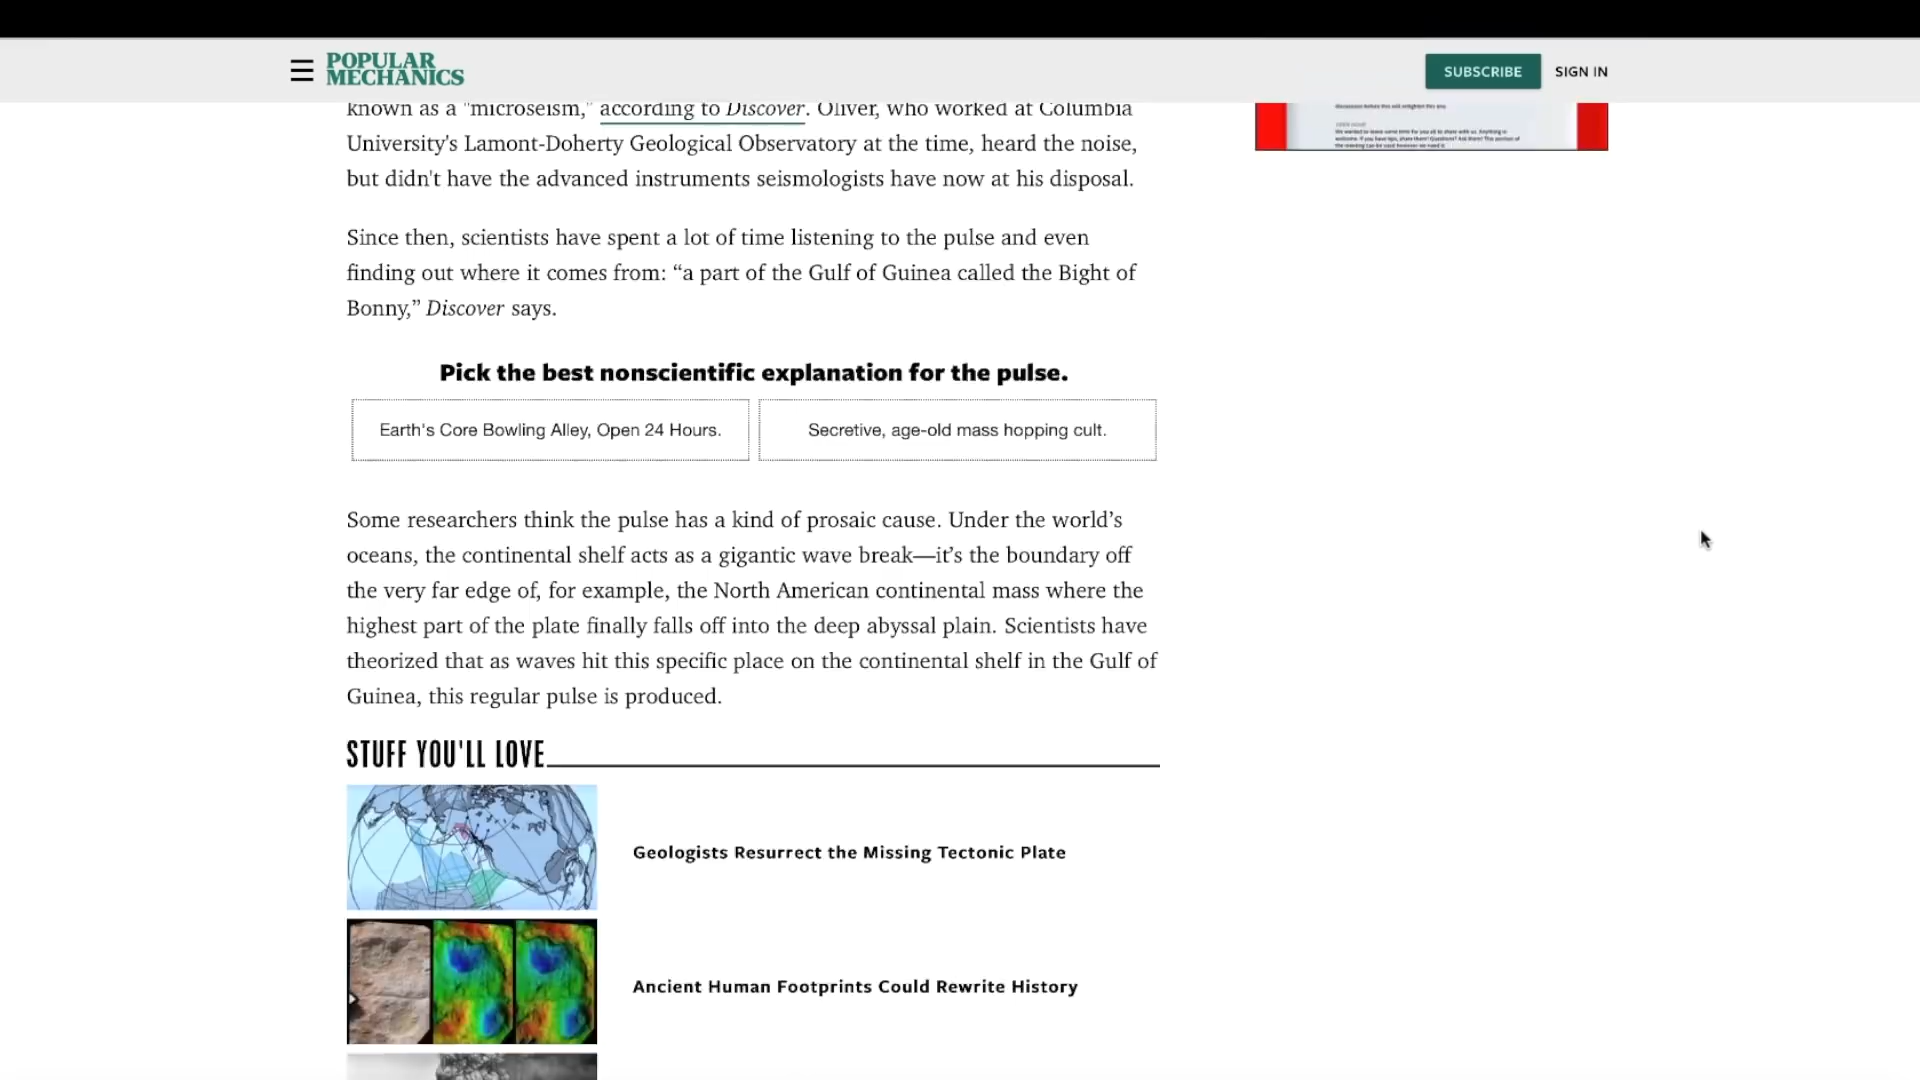 POPULAR
MECHANICS
SUBSCRIBE
SIGN IN
known as a "microseism," according to Discover. Oliver, who worked at Columbia
University's Lamont-Doherty Geological Observatory at the time, heard the noise,
but didn't have the advanced instruments seismologists have now at his disposal.
Since then, scientists have spent a lot of time listening to the pulse and even
finding out where it comes from: “a part of the Gulf of Guinea called the Bight of
Bonny,” Discover says.
Pick the best nonscientific explanation for the pulse.
Earth's Core Bowling Alley, Open 24 Hours.
Secretive, age-old mass hopping cult.
Some researchers think the pulse has a kind of prosaic cause. Under the world’s
oceans, the continental shelf acts as a gigantic wave break—it’s the boundary off
the very far edge of, for example, the North American continental mass where the
highest part of the plate finally falls off into the deep abyssal plain. Scientists have
theorized that as waves hit this specific place on the continental shelf in the Gulf of
Guinea, this regular pulse is produced.
STUFF YOU'LL LOVE
Geologists Resurrect the Missing Tectonic Plate
Ancient Human Footprints Could Rewrite History